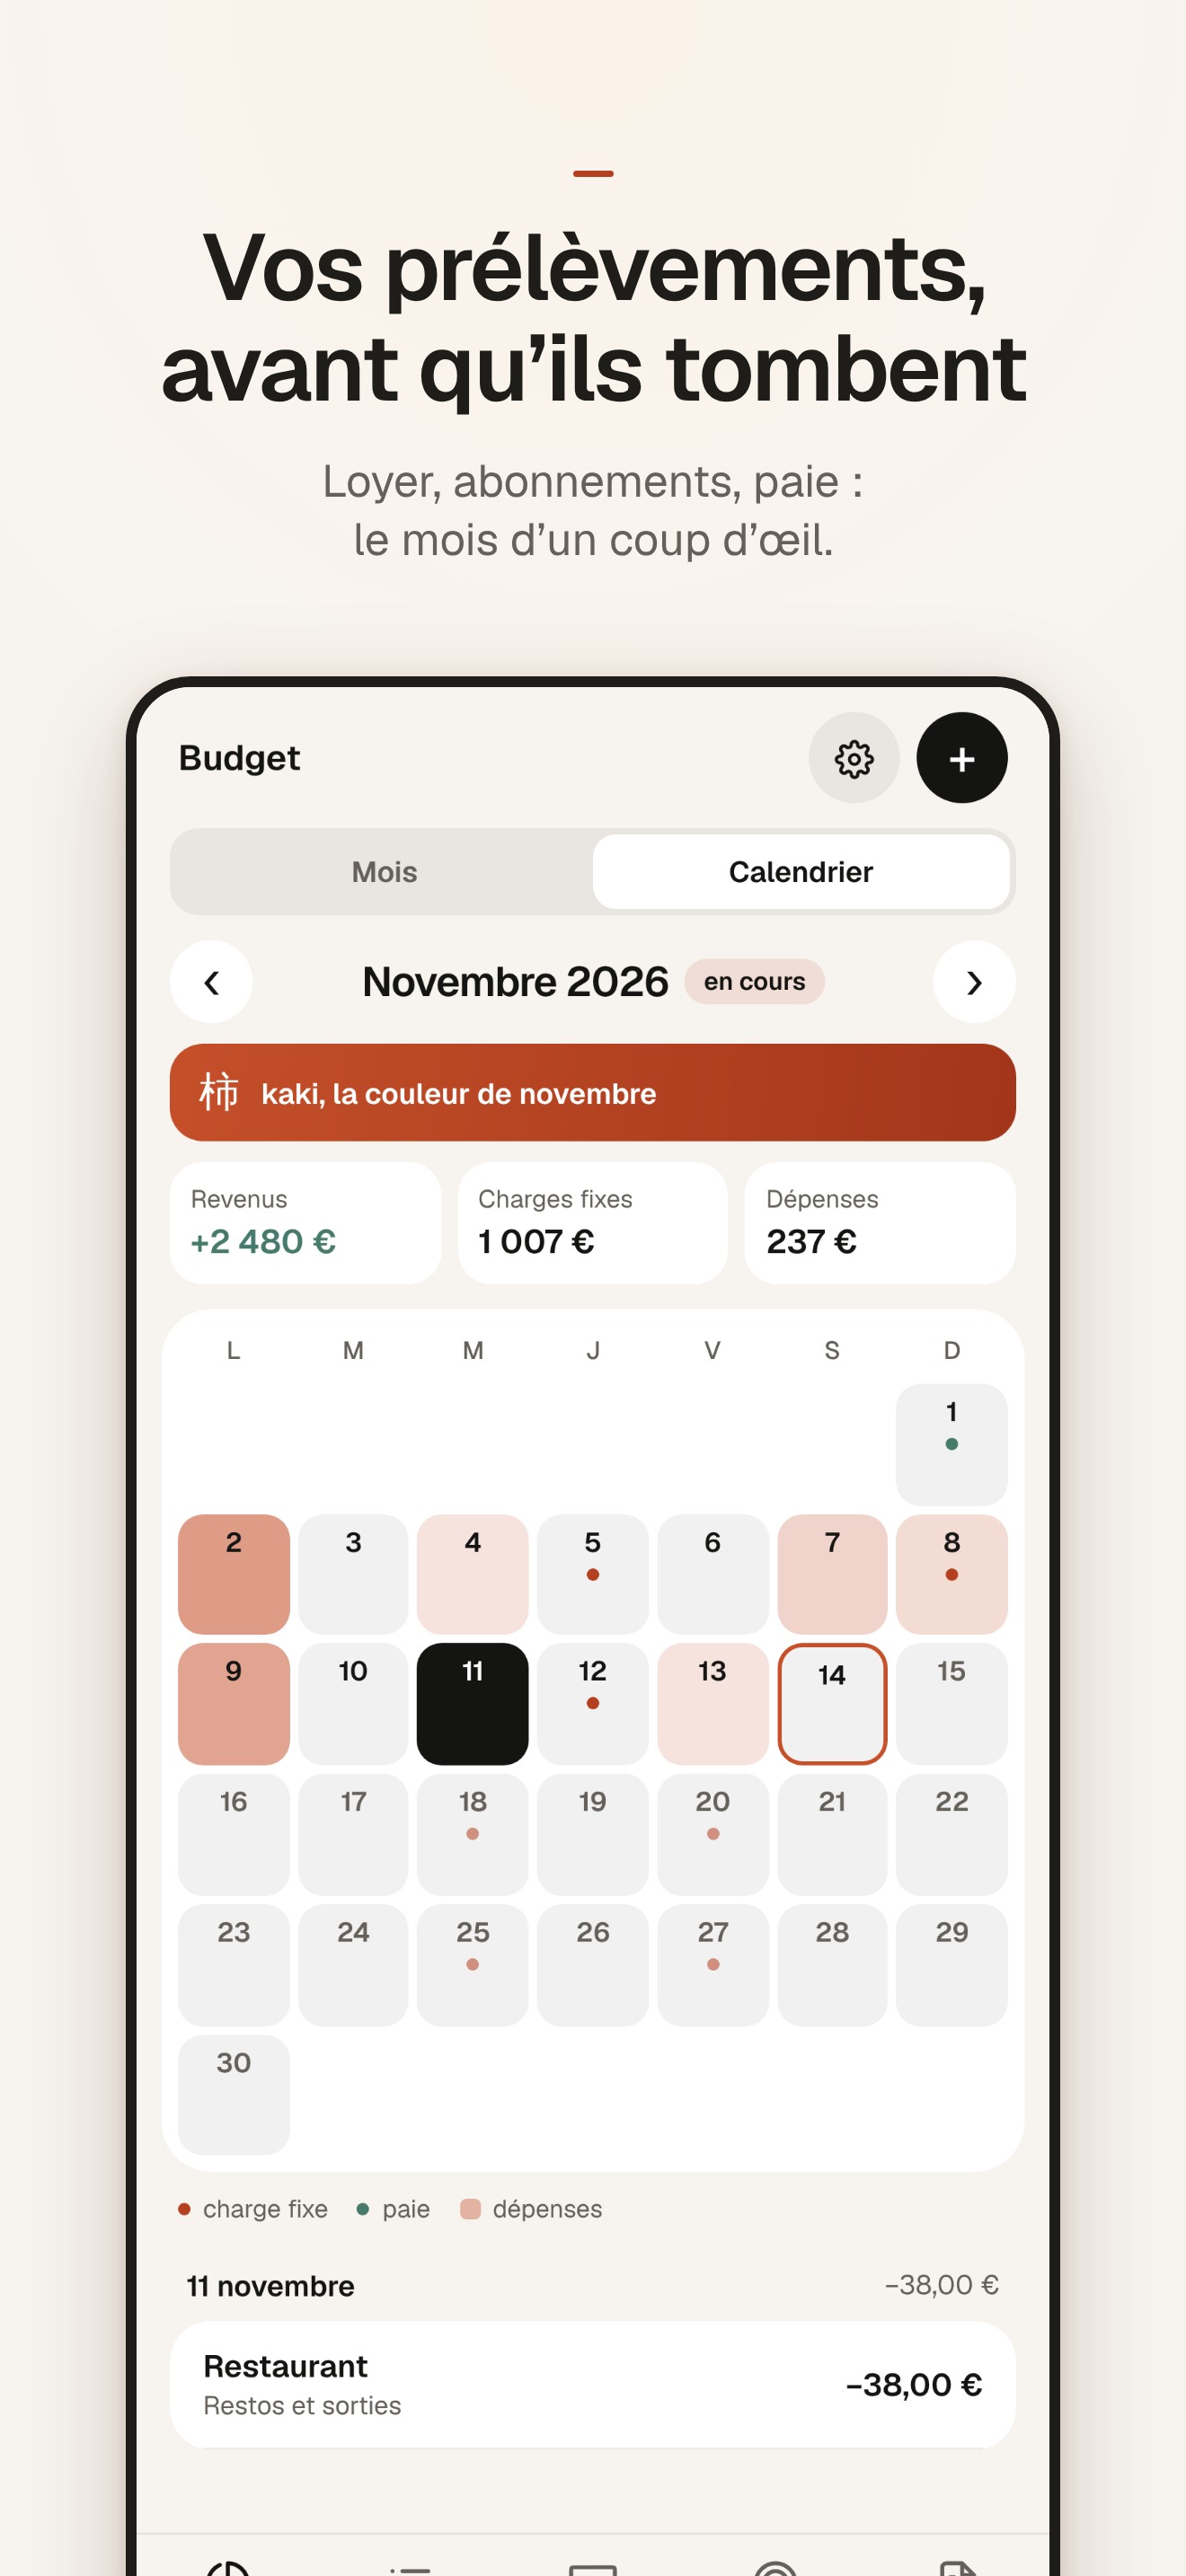 Vos prélèvements,
avant qu’ils tombent
Loyer, abonnements, paie :
le mois d’un coup d’œil.
Budget
+
Mois Calendrier
‹ Novembre 2026 en cours ›
柿 kaki, la couleur de novembre
Revenus Charges fixes Dépenses
+2 480 € 1 007 € 237 €
L M M J V S D
1
2 3 4 5 6 7 8
9 10 11 12 13 14 15
16 17 18 19 20 21 22
23 24 25 26 27 28 29
30
charge fixe paie dépenses
11 novembre −38,00 €
Restaurant −38,00 €
Restos et sorties